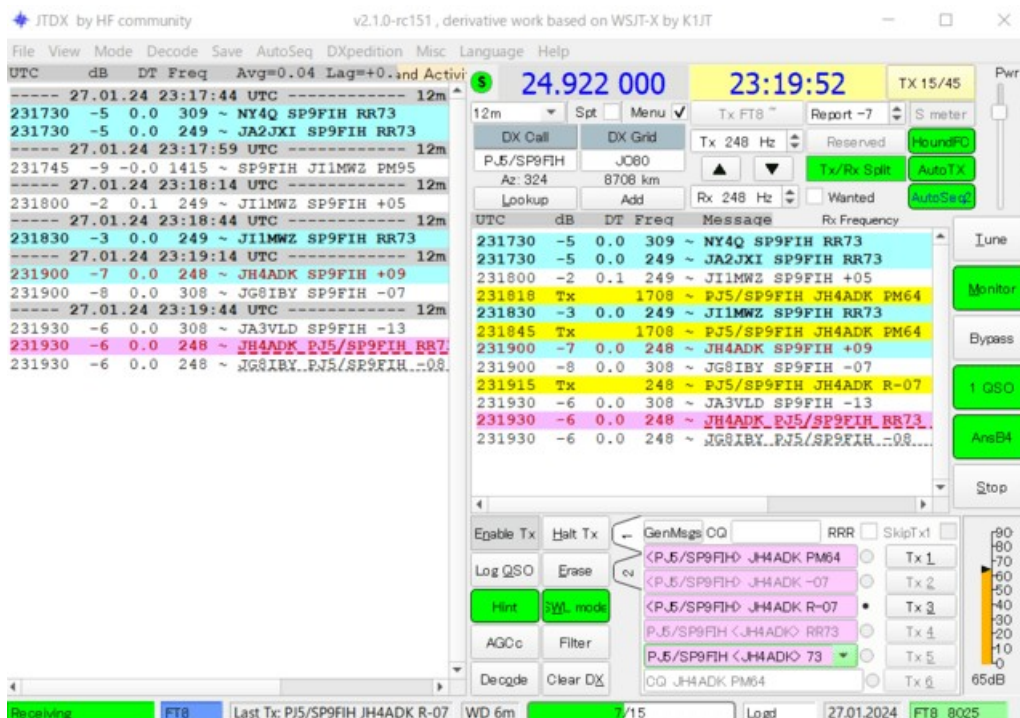 JTDX by HF community v2.1.0-rc151 , derivative work based on WSJT-X by K1JT
File View Mode Decode Save AutoSeq DXpedition Misc Language Help
UTC dB DT Freq Avg=0.04 Lag=+0. and Activi
----- 27.01.24 23:17:44 UTC ------------ 12m
231730 -5 0.0 309 ~ NY4Q SP9FIH RR73
231730 -5 0.0 249 ~ JA2JXI SP9FIH RR73
----- 27.01.24 23:17:59 UTC ------------ 12m
231745 -9 -0.0 1415 ~ SP9FIH JI1MWZ PM95
----- 27.01.24 23:18:14 UTC ------------ 12m
231800 -2 0.1 249 ~ JI1MWZ SP9FIH +05
----- 27.01.24 23:18:44 UTC ------------ 12m
231830 -3 0.0 249 ~ JI1MWZ SP9FIH RR73
----- 27.01.24 23:19:14 UTC ------------ 12m
231900 -7 0.0 248 ~ JH4ADK SP9FIH +09
231900 -8 0.0 308 ~ JG8IBY SP9FIH -07
----- 27.01.24 23:19:44 UTC ------------ 12m
231930 -6 0.0 308 ~ JA3VLD SP9FIH -13
231930 -6 0.0 248 ~ JH4ADK PJ5/SP9FIH RR7
231930 -6 0.0 248 ~ JG8IBY PJ5/SP9FIH -08
S 24.922 000 23:19:52 TX 15/45 Pwr
12m Spt Menu Tx FT8 ~ Report -7 S meter
DX Call DX Grid Tx 248 Hz Reserved HoundFC
PJ5/SP9FIH JO80 Tx/Rx Split AutoTX
Az: 324 8708 km
Lookup Add Rx 248 Hz Wanted AutoSeq2
UTC dB DT Freq Message Rx Frequency
231730 -5 0.0 309 ~ NY4Q SP9FIH RR73
231730 -5 0.0 249 ~ JA2JXI SP9FIH RR73
231800 -2 0.1 249 ~ JI1MWZ SP9FIH +05
231818 Tx 1708 ~ PJ5/SP9FIH JH4ADK PM64
231830 -3 0.0 249 ~ JI1MWZ SP9FIH RR73
231845 Tx 1708 ~ PJ5/SP9FIH JH4ADK PM64
231900 -7 0.0 248 ~ JH4ADK SP9FIH +09
231900 -8 0.0 308 ~ JG8IBY SP9FIH -07
231915 Tx 248 ~ PJ5/SP9FIH JH4ADK R-07
231930 -6 0.0 308 ~ JA3VLD SP9FIH -13
231930 -6 0.0 248 ~ JH4ADK PJ5/SP9FIH RR73
231930 -6 0.0 248 ~ JG8IBY PJ5/SP9FIH -08
Tune
Monitor
Bypass
1 QSO
AnsB4
Stop
Enable Tx Halt Tx 1 GenMsgs CQ RRR SkipTx1
<PJ5/SP9FIH> JH4ADK PM64 Tx 1
Log QSO Erase 2 <PJ5/SP9FIH> JH4ADK -07 Tx 2
Hint SWL mode <PJ5/SP9FIH> JH4ADK R-07 Tx 3
AGCc Filter PJ5/SP9FIH <JH4ADK> RR73 Tx 4
PJ5/SP9FIH <JH4ADK> 73 Tx 5
Decode Clear DX CQ JH4ADK PM64 Tx 6
90
80
70
60
50
40
30
20
10
0
65dB
Receiving FT8 Last Tx: PJ5/SP9FIH JH4ADK R-07 WD 6m 7/15 Logd 27.01.2024 FT8 8025